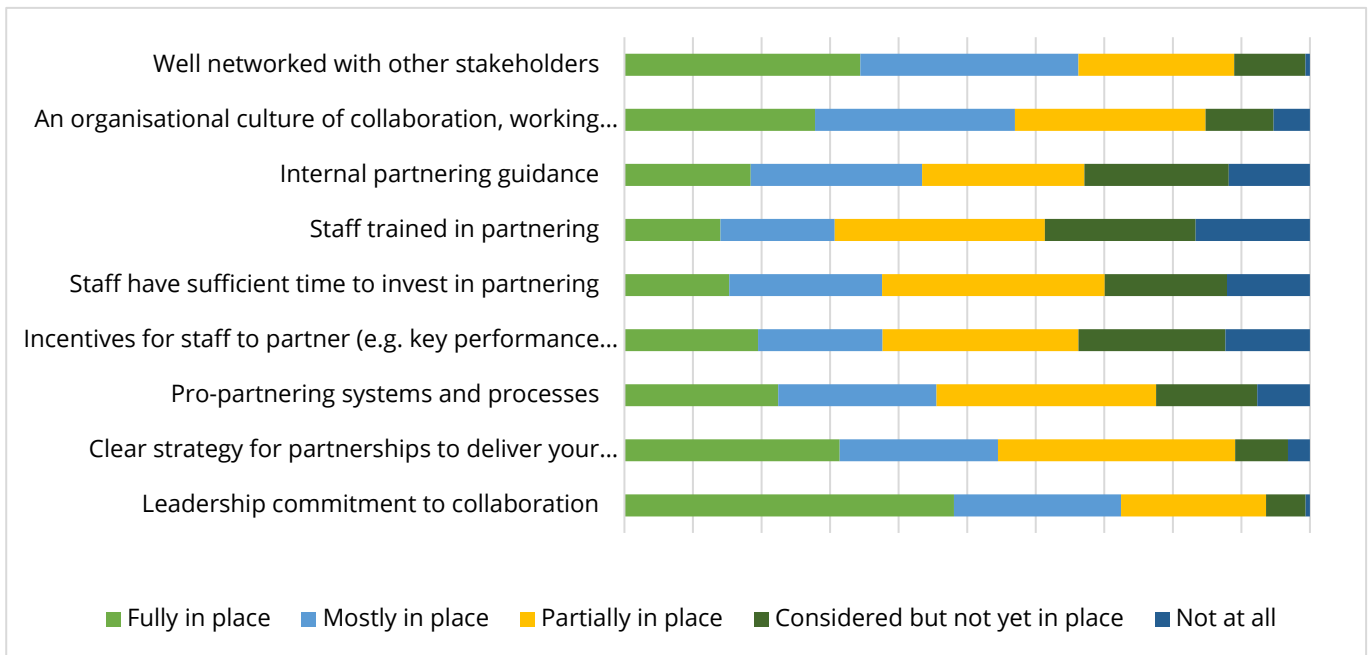 Well networked with other stakeholders
An organisational culture of collaboration, working...
Internal partnering guidance
Staff trained in partnering
Staff have sufficient time to invest in partnering
Incentives for staff to partner (e.g. key performance...
Pro-partnering systems and processes
Clear strategy for partnerships to deliver your...
Leadership commitment to collaboration
Fully in place Mostly in place Partially in place Considered but not yet in place Not at all